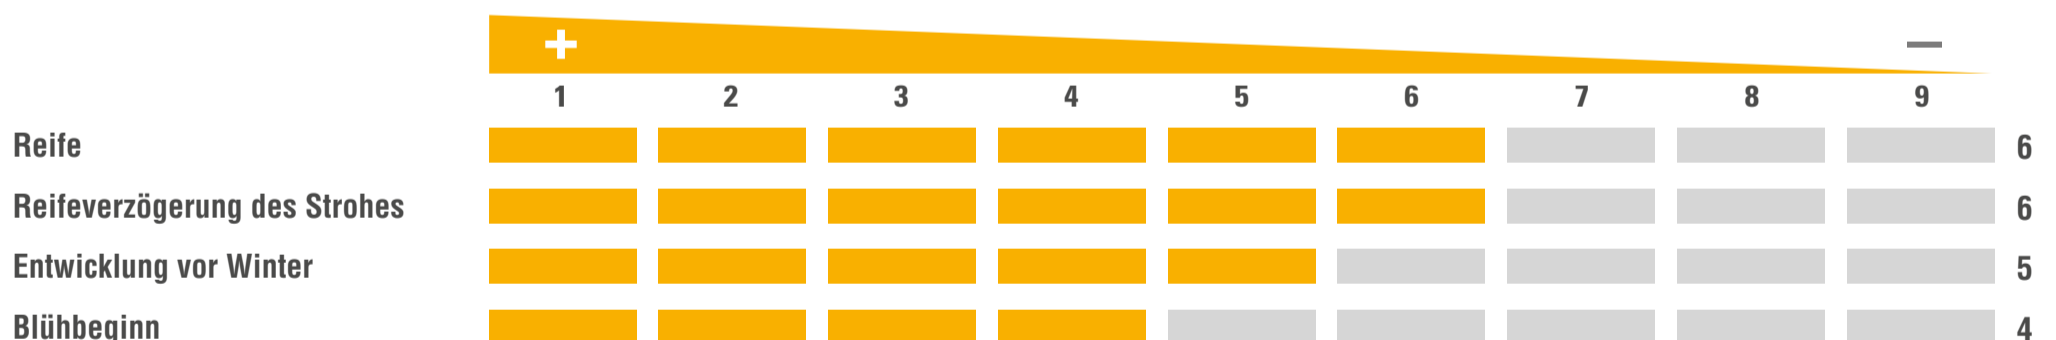 + −
1 2 3 4 5 6 7 8 9
Reife 6
Reifeverzögerung des Strohes 6
Entwicklung vor Winter 5
Blühbeginn 4